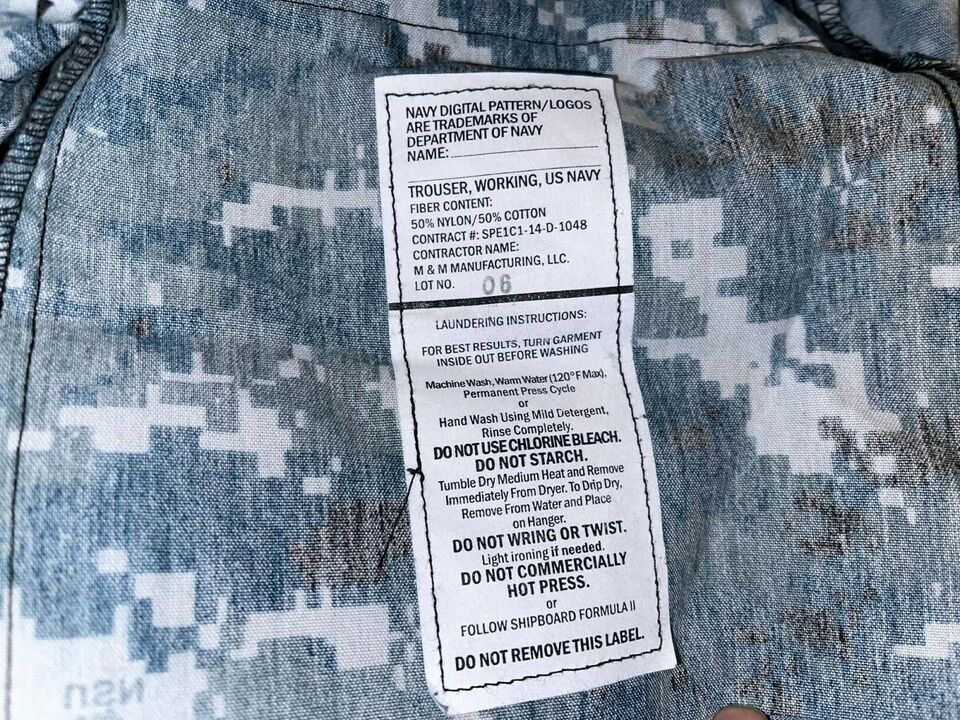 NAVY DIGITAL PATTERN/LOGOS
ARE TRADEMARKS OF
DEPARTMENT OF NAVY
NAME:
TROUSER, WORKING, US NAVY
FIBER CONTENT:
50% NYLON/50% COTTON
CONTRACT #: SPE1C1-14-D-1048
CONTRACTOR NAME:
M & M MANUFACTURING, LLC.
LOT NO. 06
LAUNDERING INSTRUCTIONS:
FOR BEST RESULTS, TURN GARMENT
INSIDE OUT BEFORE WASHING
Machine Wash, Warm Water (120°F Max),
Permanent Press Cycle
or
Hand Wash Using Mild Detergent,
Rinse Completely.
DO NOT USE CHLORINE BLEACH.
DO NOT STARCH.
Tumble Dry Medium Heat and Remove
Immediately From Dryer. To Drip Dry,
Remove From Water and Place
on Hanger.
DO NOT WRING OR TWIST.
Light ironing if needed.
DO NOT COMMERCIALLY
HOT PRESS.
or
FOLLOW SHIPBOARD FORMULA II
DO NOT REMOVE THIS LABEL.